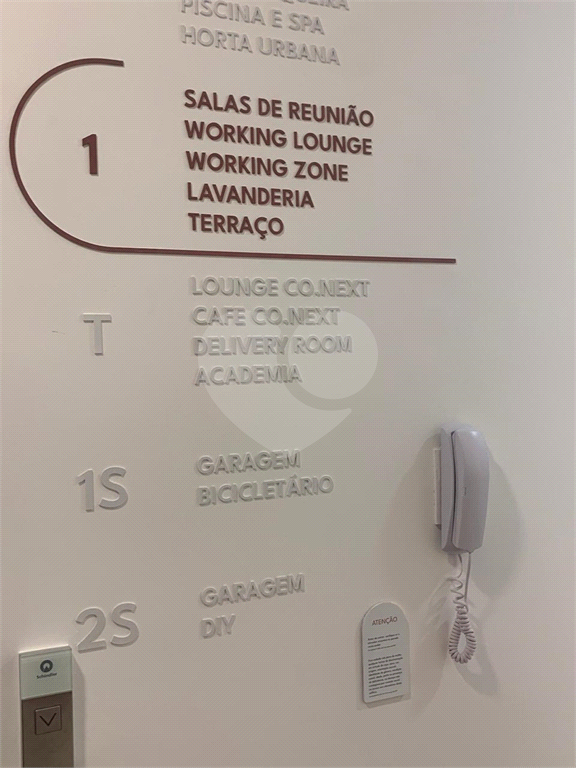 PISCINA E SPA
HORTA URBANA
1
SALAS DE REUNIÃO
WORKING LOUNGE
WORKING ZONE
LAVANDERIA
TERRAÇO
T
LOUNGE CO.NEXT
CAFE CO.NEXT
DELIVERY ROOM
ACADEMIA
1S
GARAGEM
BICICLETÁRIO
2S
GARAGEM
DIY
ATENÇÃO